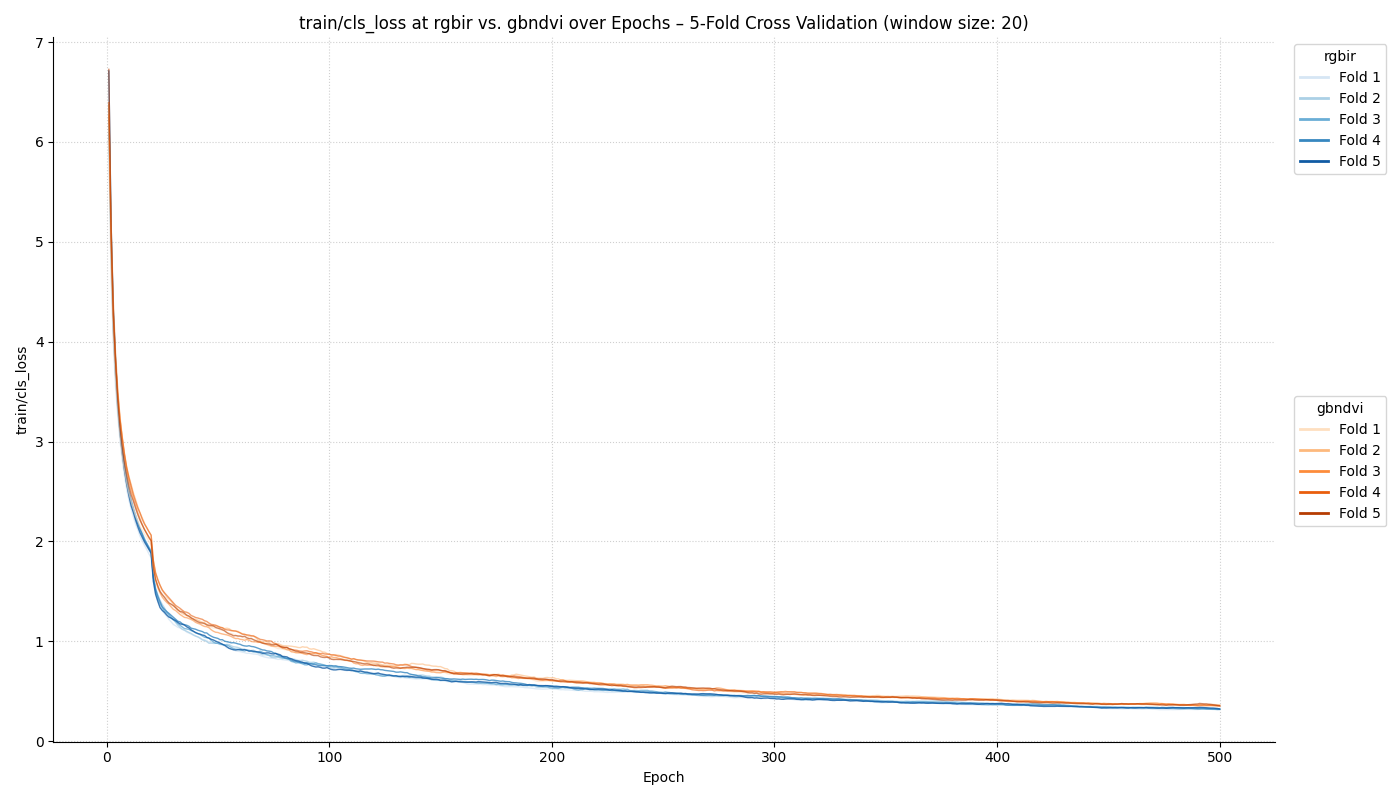 train/cls_loss at rgbir vs. gbndvi over Epochs – 5-Fold Cross Validation (window size: 20)
7
6
5
4
3
2
1
0
train/cls_loss
0
100
200
300
400
500
Epoch
rgbir
Fold 1
Fold 2
Fold 3
Fold 4
Fold 5
gbndvi
Fold 1
Fold 2
Fold 3
Fold 4
Fold 5